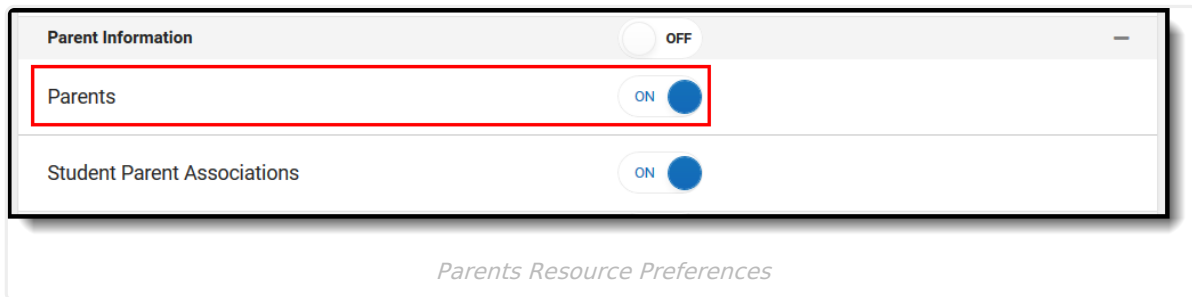 Parent Information OFF
Parents ON
Student Parent Associations ON
Parents Resource Preferences